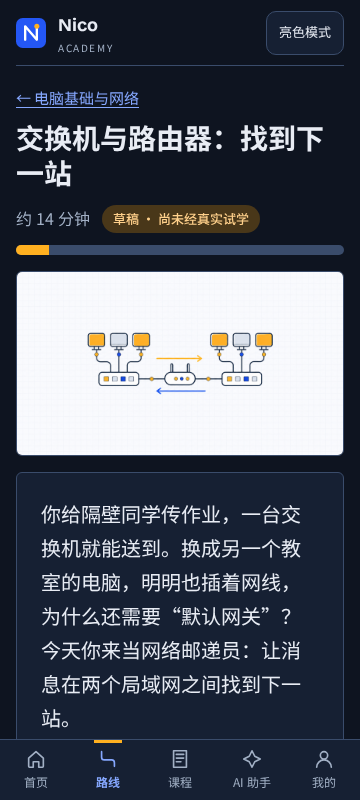 Nico
ACADEMY
亮色模式
← 电脑基础与网络
交换机与路由器：找到下
一站
约 14 分钟
草稿 · 尚未经真实试学
你给隔壁同学传作业，一台交
换机就能送到。换成另一个教
室的电脑，明明也插着网线，
为什么还需要“默认网关”？
今天你来当网络邮递员：让消
息在两个局域网之间找到下一
站。
首页
路线
课程
AI 助手
我的